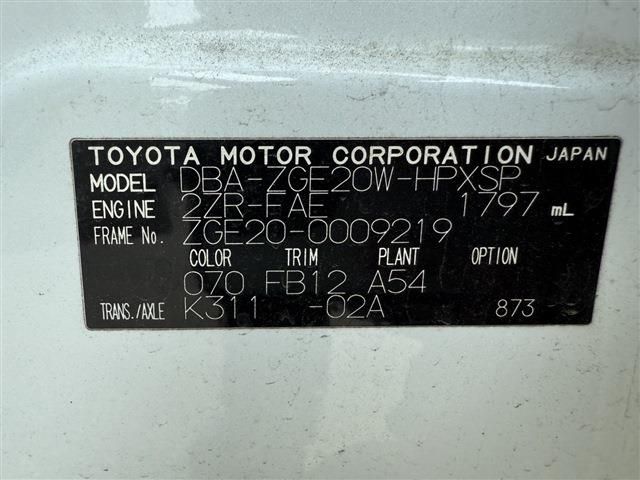 TOYOTA MOTOR CORPORATION JAPAN
MODEL DBA-ZGE20W-HPXSP
ENGINE 2ZR-FAE 1797 mL
FRAME No. ZGE20-0009219
COLOR TRIM PLANT OPTION
070 FB12 A54
TRANS./AXLE K311 -02A 873